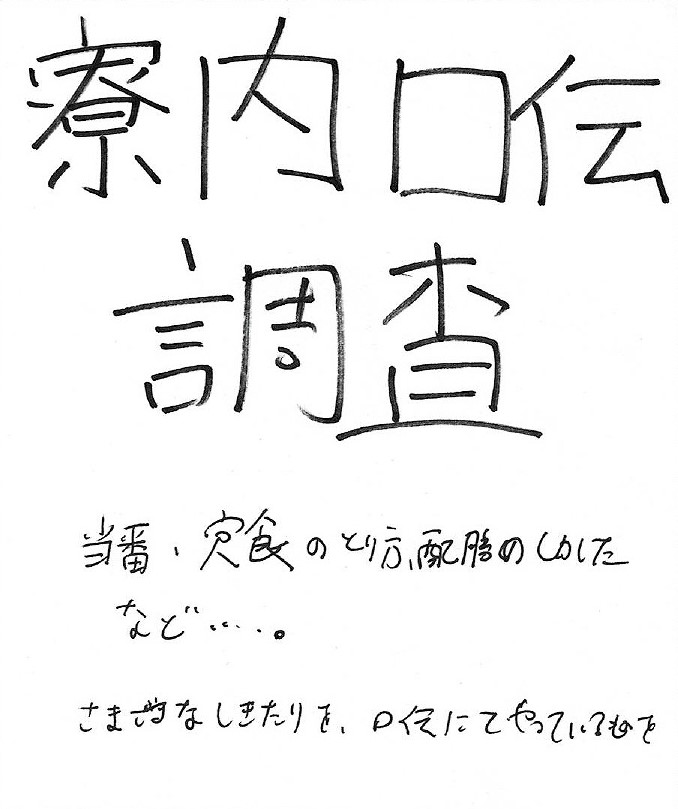 寮内口伝
調査
当番、欠食のとり方、配膳のしかた
など‥‥。
さまざまなしきたりを、口伝にてやっているものを